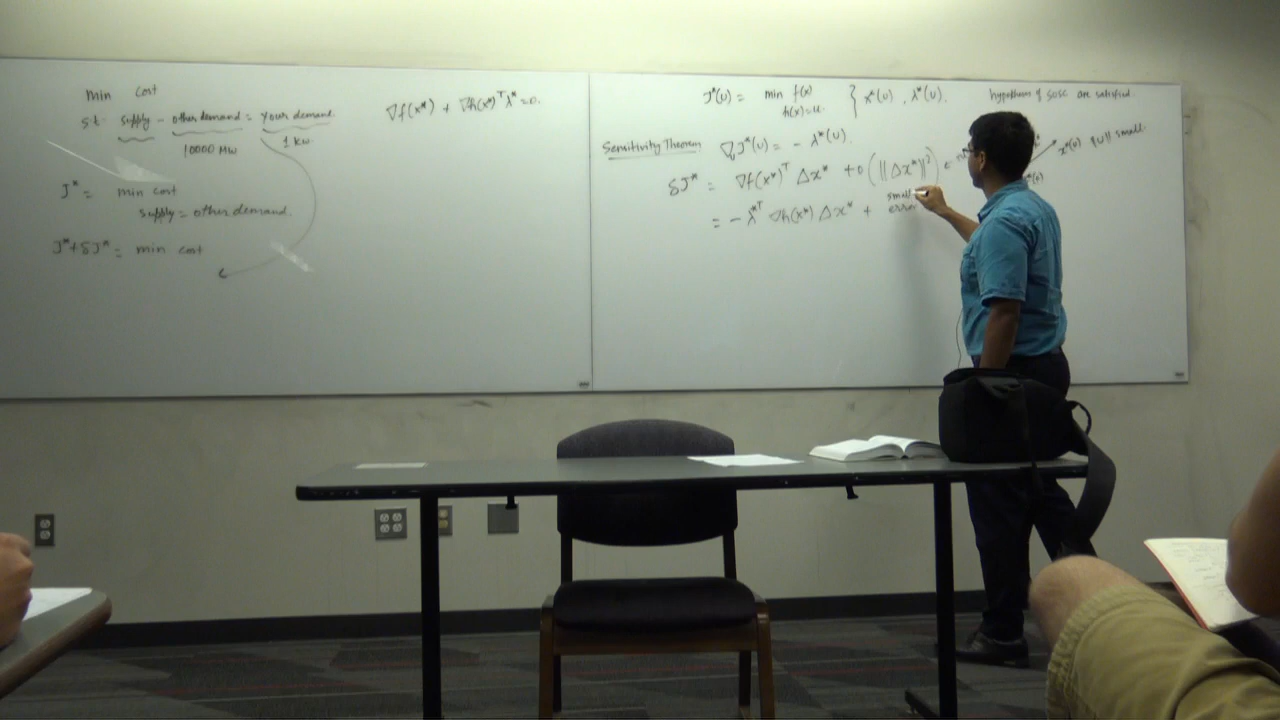 min cost
s.t. supply - other demand = your demand
10000 MW 1 kW.
J* = min cost
supply = other demand.
J*+δJ* = min cost
∇f(x*) + ∇h(x*)ᵀλ* = 0.
J*(u) = min f(x) { x*(u), λ*(u). hypotheses of SOSC are satisfied.
h(x)=u.
Sensitivity Theorem ∇ᵤJ*(u) = - λ*(u).
δJ* = ∇f(x*)ᵀ Δx* + o(||Δx*||²)
= -λ*ᵀ ∇h(x*) Δx* + small error
x*(u) ||u|| small.